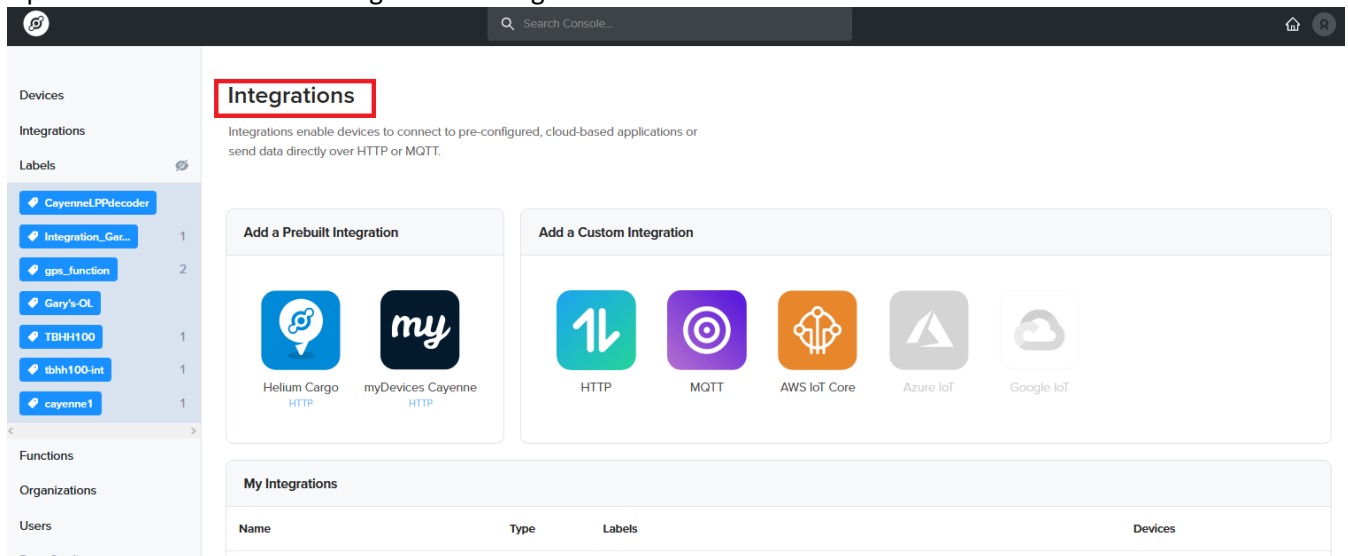 Search Console...
Devices
Integrations
Labels
CayenneLPPdecoder
Integration_Gar... 1
gps_function 2
Gary's-OL
TBHH100 1
tbhh100-int 1
cayenne1 1
Functions
Organizations
Users
Integrations
Integrations enable devices to connect to pre-configured, cloud-based applications or
send data directly over HTTP or MQTT.
Add a Prebuilt Integration
my
Helium Cargo myDevices Cayenne
HTTP HTTP
Add a Custom Integration
HTTP MQTT AWS IoT Core Azure IoT Google IoT
My Integrations
Name Type Labels Devices